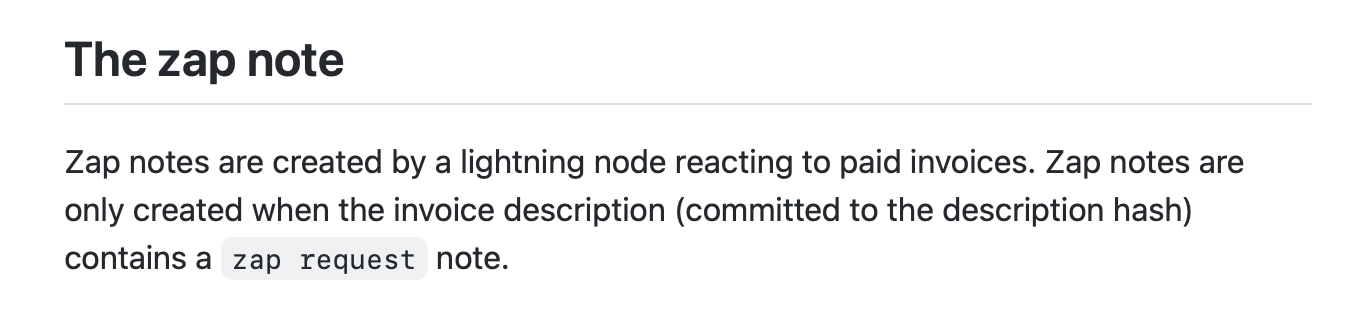 The zap note
Zap notes are created by a lightning node reacting to paid invoices. Zap notes are
only created when the invoice description (committed to the description hash)
contains a zap request note.